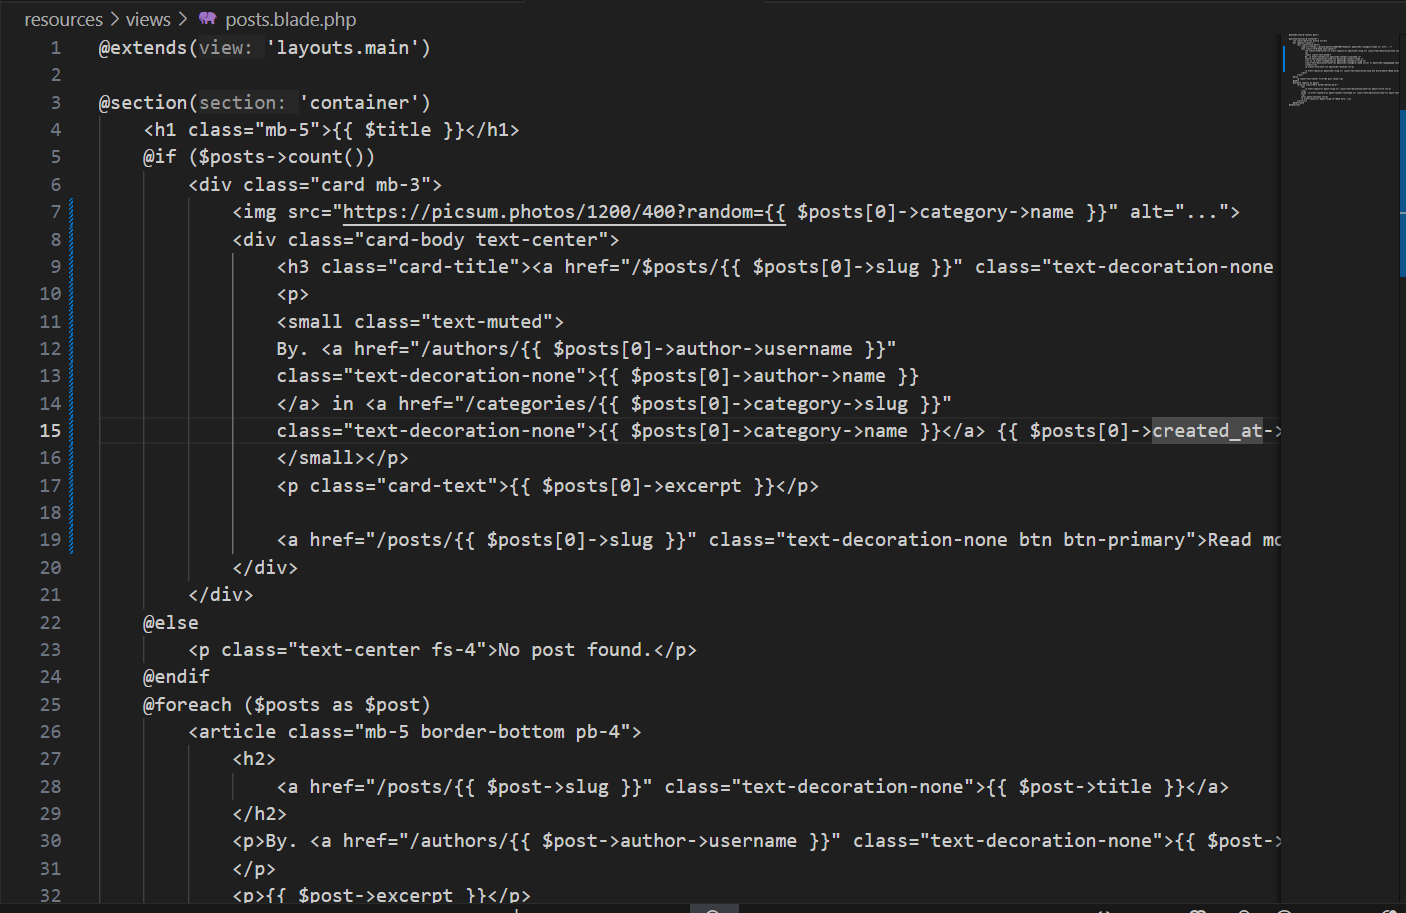 resources > views > posts.blade.php
1 @extends(view: 'layouts.main')
2
3 @section(section: 'container')
4 <h1 class="mb-5">{{ $title }}</h1>
5 @if ($posts->count())
6 <div class="card mb-3">
7 <img src="https://picsum.photos/1200/400?random={{ $posts[0]->category->name }}" alt="...">
8 <div class="card-body text-center">
9 <h3 class="card-title"><a href="/$posts/{{ $posts[0]->slug }}" class="text-decoration-none
10 <p>
11 <small class="text-muted">
12 By. <a href="/authors/{{ $posts[0]->author->username }}"
13 class="text-decoration-none">{{ $posts[0]->author->name }}
14 </a> in <a href="/categories/{{ $posts[0]->category->slug }}"
15 class="text-decoration-none">{{ $posts[0]->category->name }}</a> {{ $posts[0]->created_at->
16 </small></p>
17 <p class="card-text">{{ $posts[0]->excerpt }}</p>
18
19 <a href="/posts/{{ $posts[0]->slug }}" class="text-decoration-none btn btn-primary">Read mo
20 </div>
21 </div>
22 @else
23 <p class="text-center fs-4">No post found.</p>
24 @endif
25 @foreach ($posts as $post)
26 <article class="mb-5 border-bottom pb-4">
27 <h2>
28 <a href="/posts/{{ $post->slug }}" class="text-decoration-none">{{ $post->title }}</a>
29 </h2>
30 <p>By. <a href="/authors/{{ $post->author->username }}" class="text-decoration-none">{{ $post->
31 </p>
32 <p>{{ $post->excerpt }}</p>